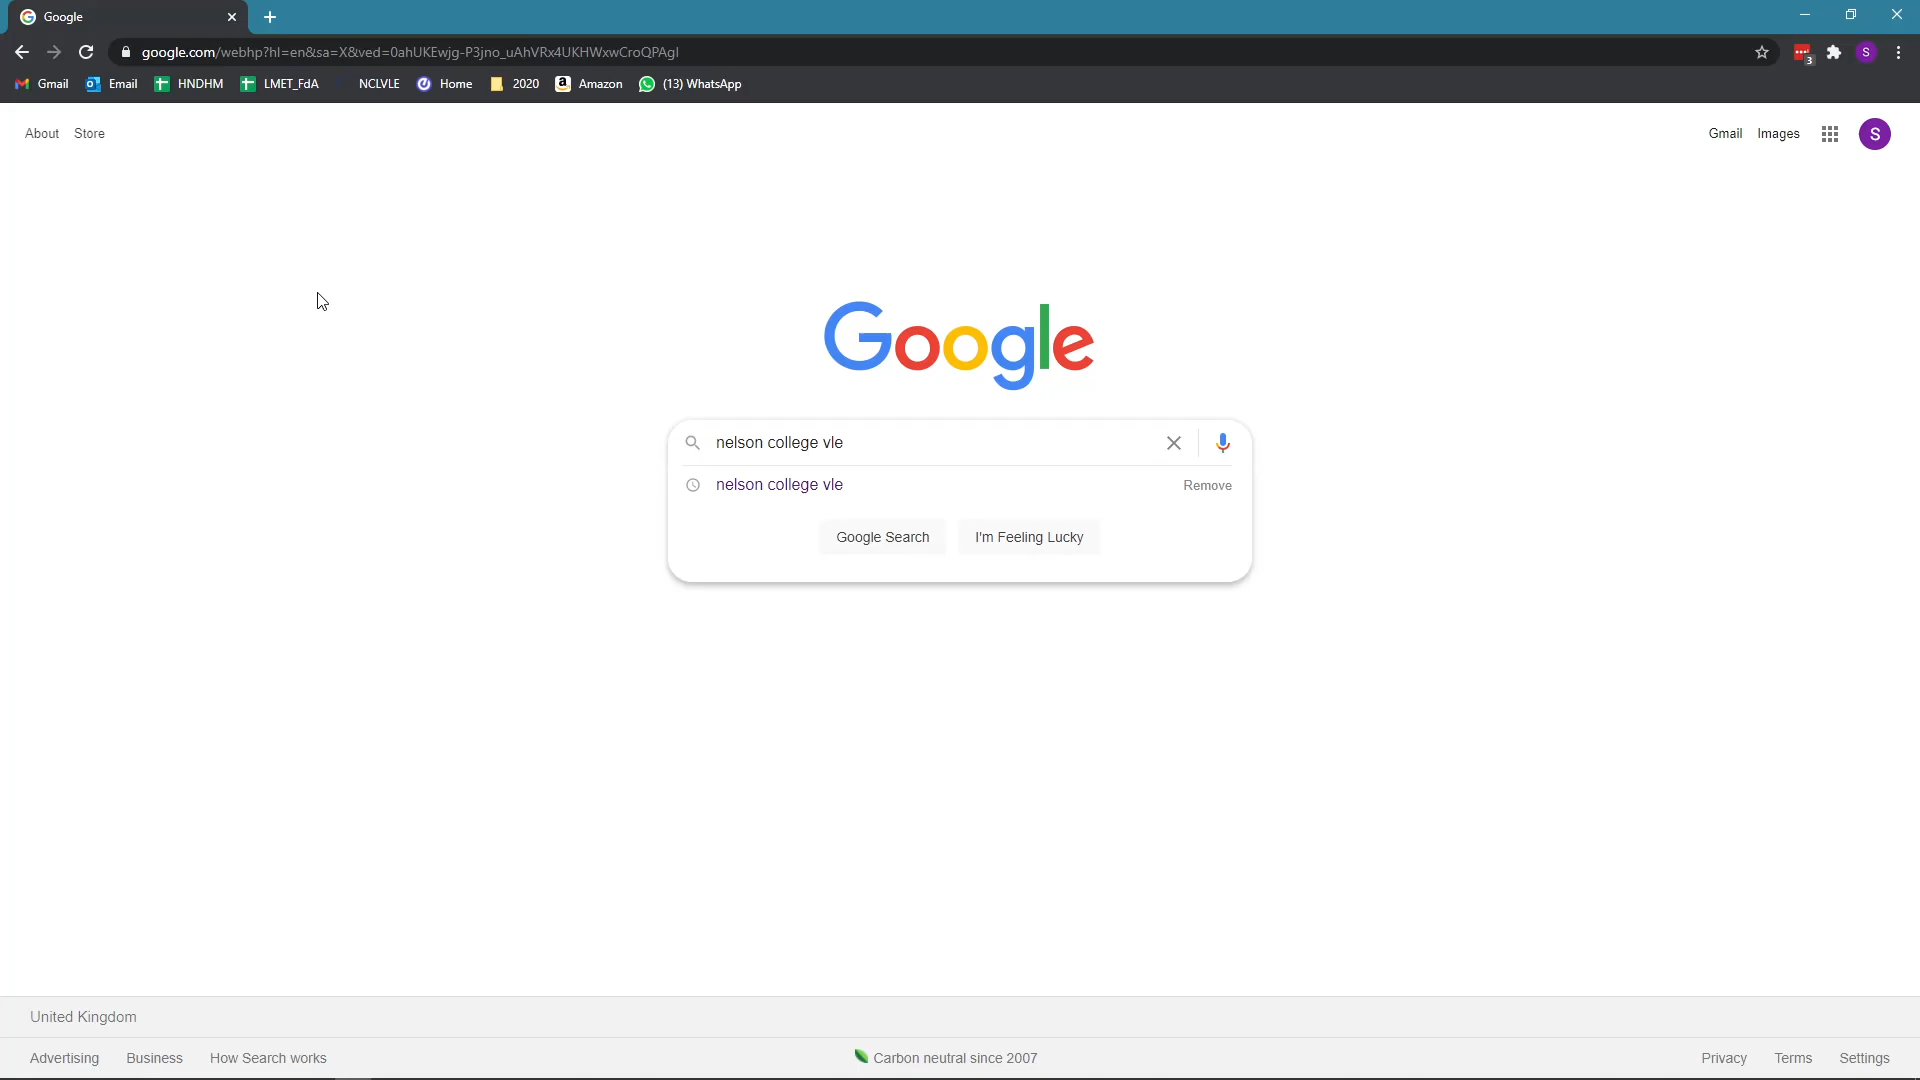 Google
google.com/webhp?hl=en&sa=X&ved=0ahUKEwjg-P3jno_uAhVRx4UKHWxwCroQPAgI
3
S
Gmail Email HNDHM LMET_FdA NCLVLE Home 2020 Amazon (13) WhatsApp
About Store
Gmail Images
S
Google
nelson college vle
nelson college vle Remove
Google Search I'm Feeling Lucky
United Kingdom
Advertising Business How Search works Carbon neutral since 2007 Privacy Terms Settings